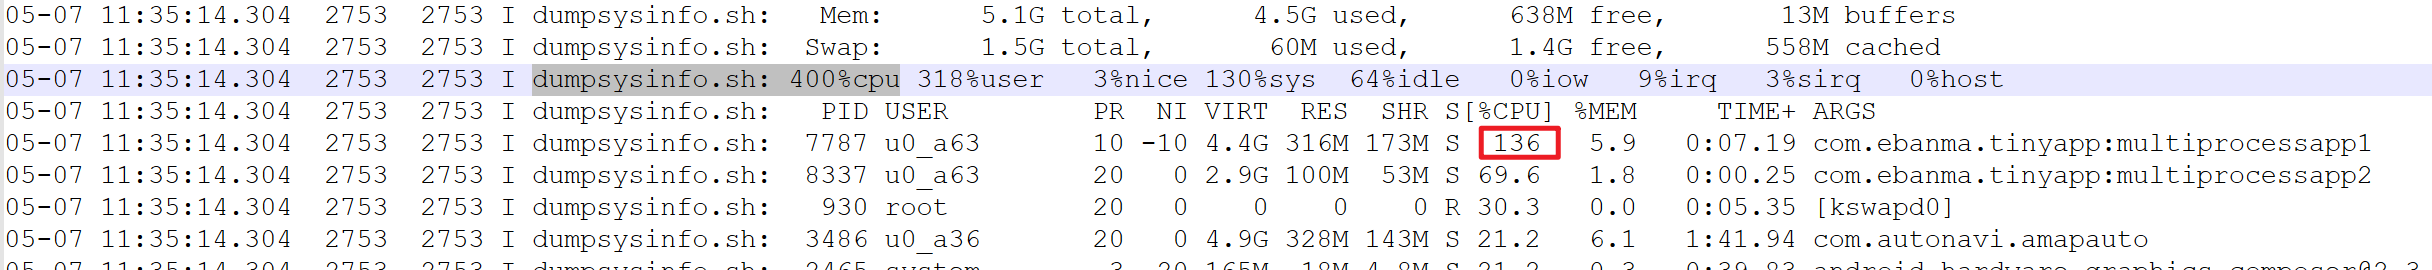 05-07 11:35:14.304  2753  2753 I dumpsysinfo.sh:   Mem:      5.1G total,      4.5G used,      638M free,       13M buffers
05-07 11:35:14.304  2753  2753 I dumpsysinfo.sh:  Swap:      1.5G total,       60M used,      1.4G free,      558M cached
05-07 11:35:14.304  2753  2753 I dumpsysinfo.sh: 400%cpu 318%user   3%nice 130%sys  64%idle   0%iow   9%irq   3%sirq   0%host
05-07 11:35:14.304  2753  2753 I dumpsysinfo.sh:   PID USER         PR  NI VIRT  RES  SHR S[%CPU] %MEM     TIME+ ARGS
05-07 11:35:14.304  2753  2753 I dumpsysinfo.sh:  7787 u0_a63       10 -10 4.4G 316M 173M S  136   5.9   0:07.19 com.ebanma.tinyapp:multiprocessapp1
05-07 11:35:14.304  2753  2753 I dumpsysinfo.sh:  8337 u0_a63       20   0 2.9G 100M  53M S 69.6   1.8   0:00.25 com.ebanma.tinyapp:multiprocessapp2
05-07 11:35:14.304  2753  2753 I dumpsysinfo.sh:   930 root         20   0    0    0    0 R 30.3   0.0   0:05.35 [kswapd0]
05-07 11:35:14.304  2753  2753 I dumpsysinfo.sh:  3486 u0_a36       20   0 4.9G 328M 143M S 21.2   6.1   1:41.94 com.autonavi.amapauto